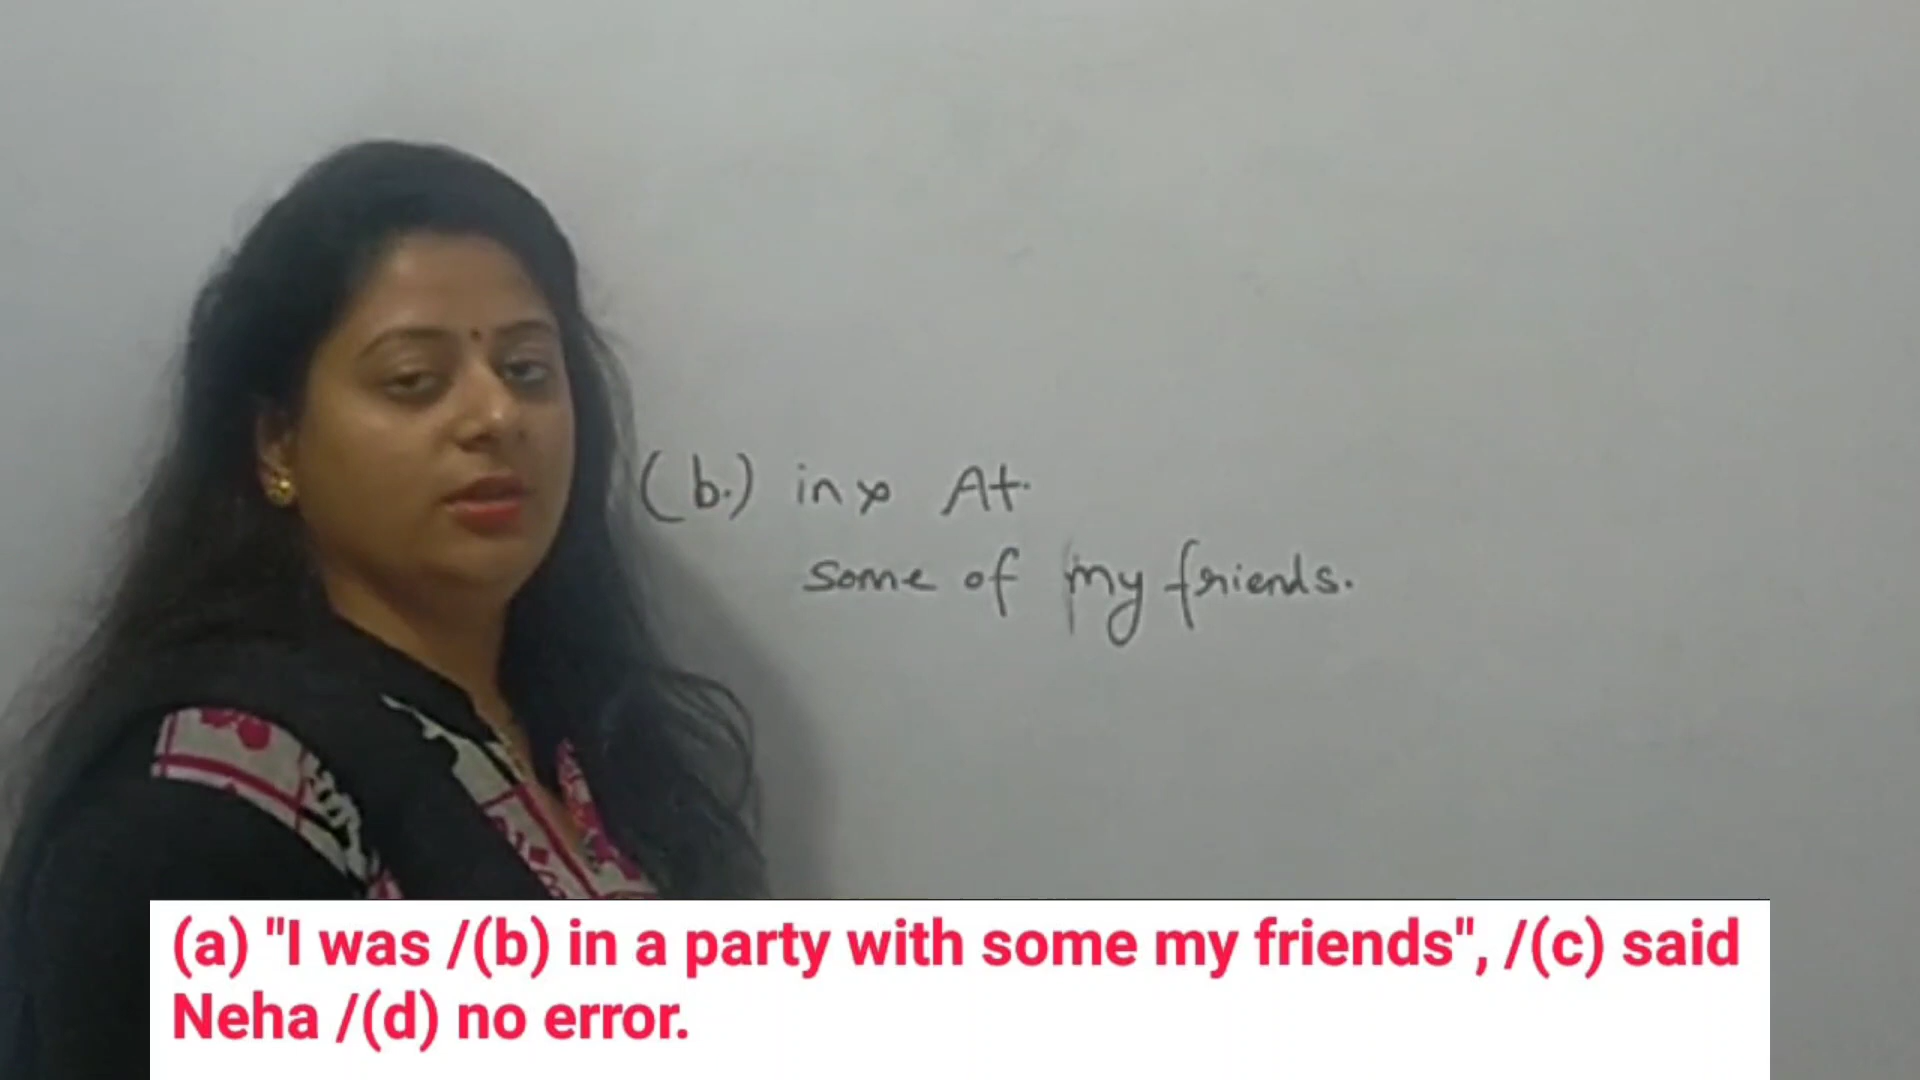 (b.) in x At.
some of my friends.
(a) "I was /(b) in a party with some my friends", /(c) said
Neha /(d) no error.